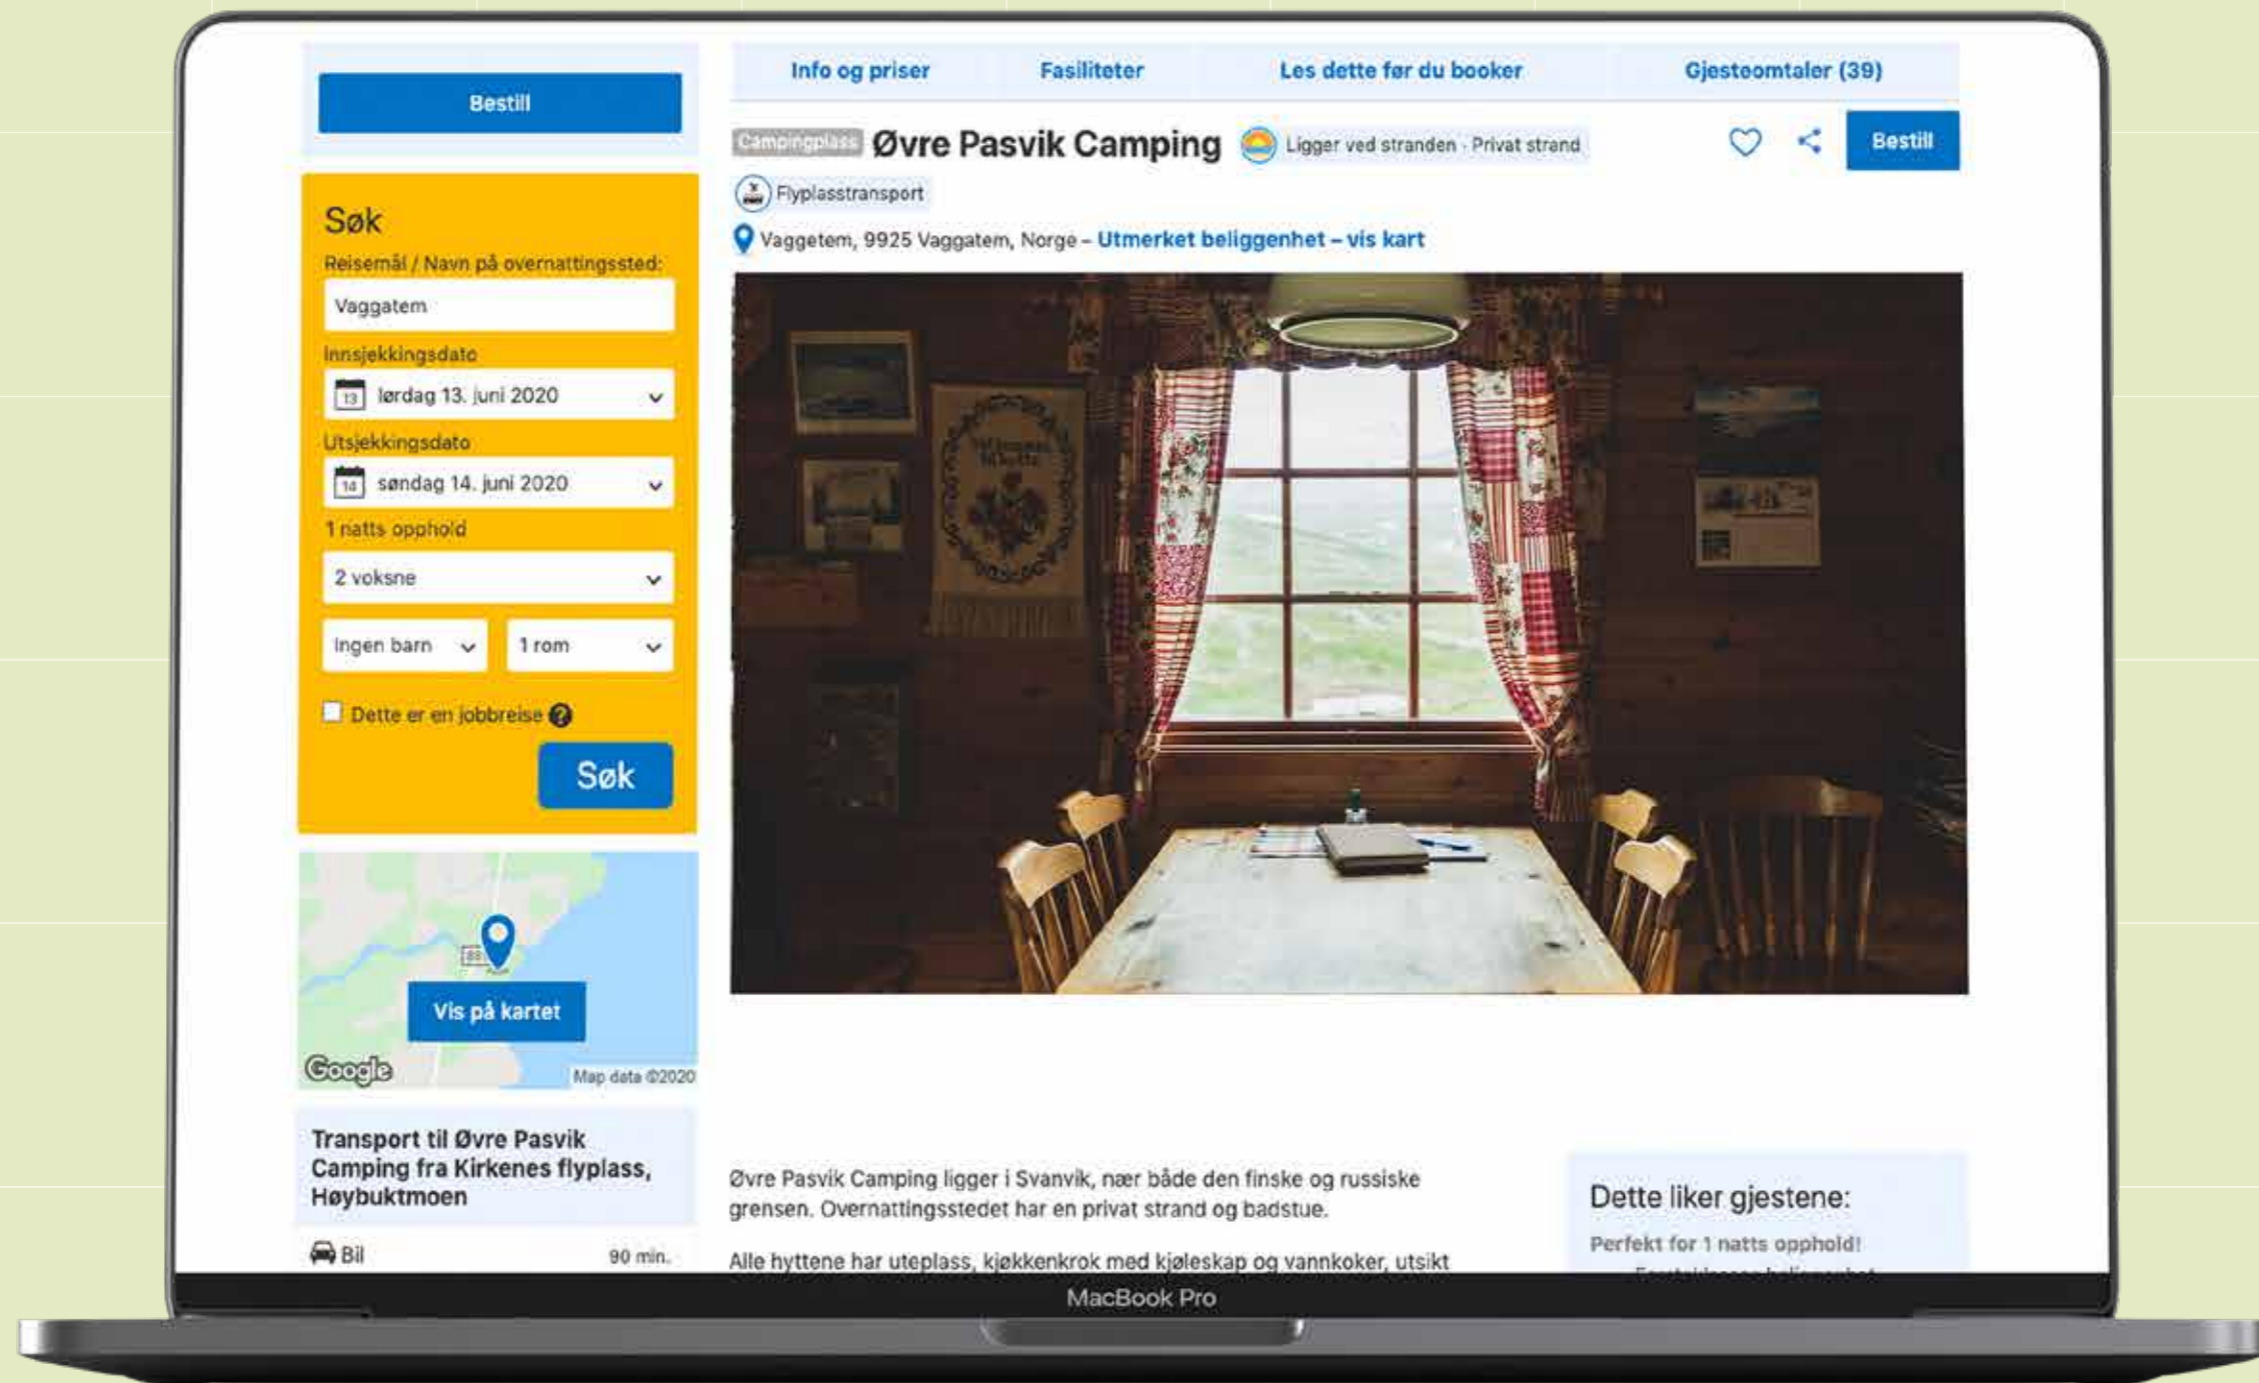 Bestill
Søk
Reisemål / Navn på overnattingssted:
Vaggatem
Innsjekkingsdato
13 lørdag 13. juni 2020
Utsjekkingsdato
14 søndag 14. juni 2020
1 natts opphold
2 voksne
Ingen barn 1 rom
Dette er en jobbreise ?
Søk
88
Vis på kartet
Google Map data ©2020
Transport til Øvre Pasvik
Camping fra Kirkenes flyplass,
Høybuktmoen
Bil 90 min.
Info og priser Fasiliteter Les dette før du booker Gjesteomtaler (39)
Campingplass Øvre Pasvik Camping Ligger ved stranden · Privat strand Bestill
Flyplasstransport
Vaggetem, 9925 Vaggatem, Norge – Utmerket beliggenhet – vis kart
Øvre Pasvik Camping ligger i Svanvik, nær både den finske og russiske
grensen. Overnattingsstedet har en privat strand og badstue.
Alle hyttene har uteplass, kjøkkenkrok med kjøleskap og vannkoker, utsikt
Dette liker gjestene:
Perfekt for 1 natts opphold!
MacBook Pro